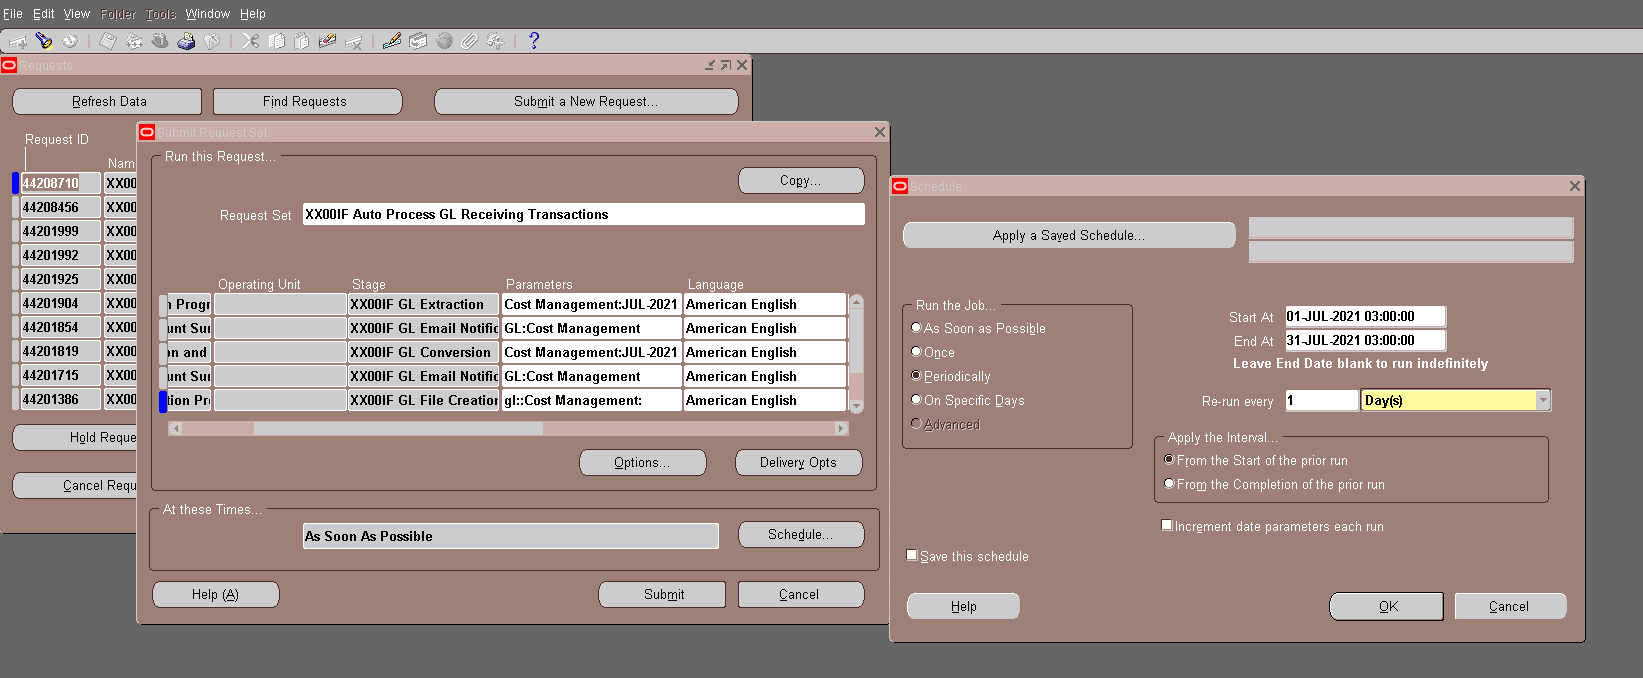 File Edit View Folder Tools Window Help
?
Requests
Refresh Data Find Requests Submit a New Request...
Request ID
Nam
44208710 XX00
44208456 XX00
44201999 XX00
44201992 XX00
44201925 XX00
44201904 XX00
44201854 XX00
44201819 XX00
44201715 XX00
44201386 XX00
Hold Reque
Cancel Requ
Submit Request Set
Run this Request...
Copy...
Request Set XX00IF Auto Process GL Receiving Transactions
Operating Unit Stage Parameters Language
n Progr XX00IF GL Extraction Cost Management:JUL-2021 American English
unt Sur XX00IF GL Email Notific GL:Cost Management American English
on and XX00IF GL Conversion Cost Management:JUL-2021 American English
unt Sur XX00IF GL Email Notific GL:Cost Management American English
tion Pr XX00IF GL File Creation gl::Cost Management: American English
Options... Delivery Opts
At these Times...
As Soon As Possible Schedule...
Help (A) Submit Cancel
Schedule
Apply a Saved Schedule...
Run the Job...
As Soon as Possible
Once
Periodically
On Specific Days
Advanced
Start At 01-JUL-2021 03:00:00
End At 31-JUL-2021 03:00:00
Leave End Date blank to run indefinitely
Re-run every 1 Day(s)
Apply the Interval...
From the Start of the prior run
From the Completion of the prior run
Increment date parameters each run
Save this schedule
Help OK Cancel